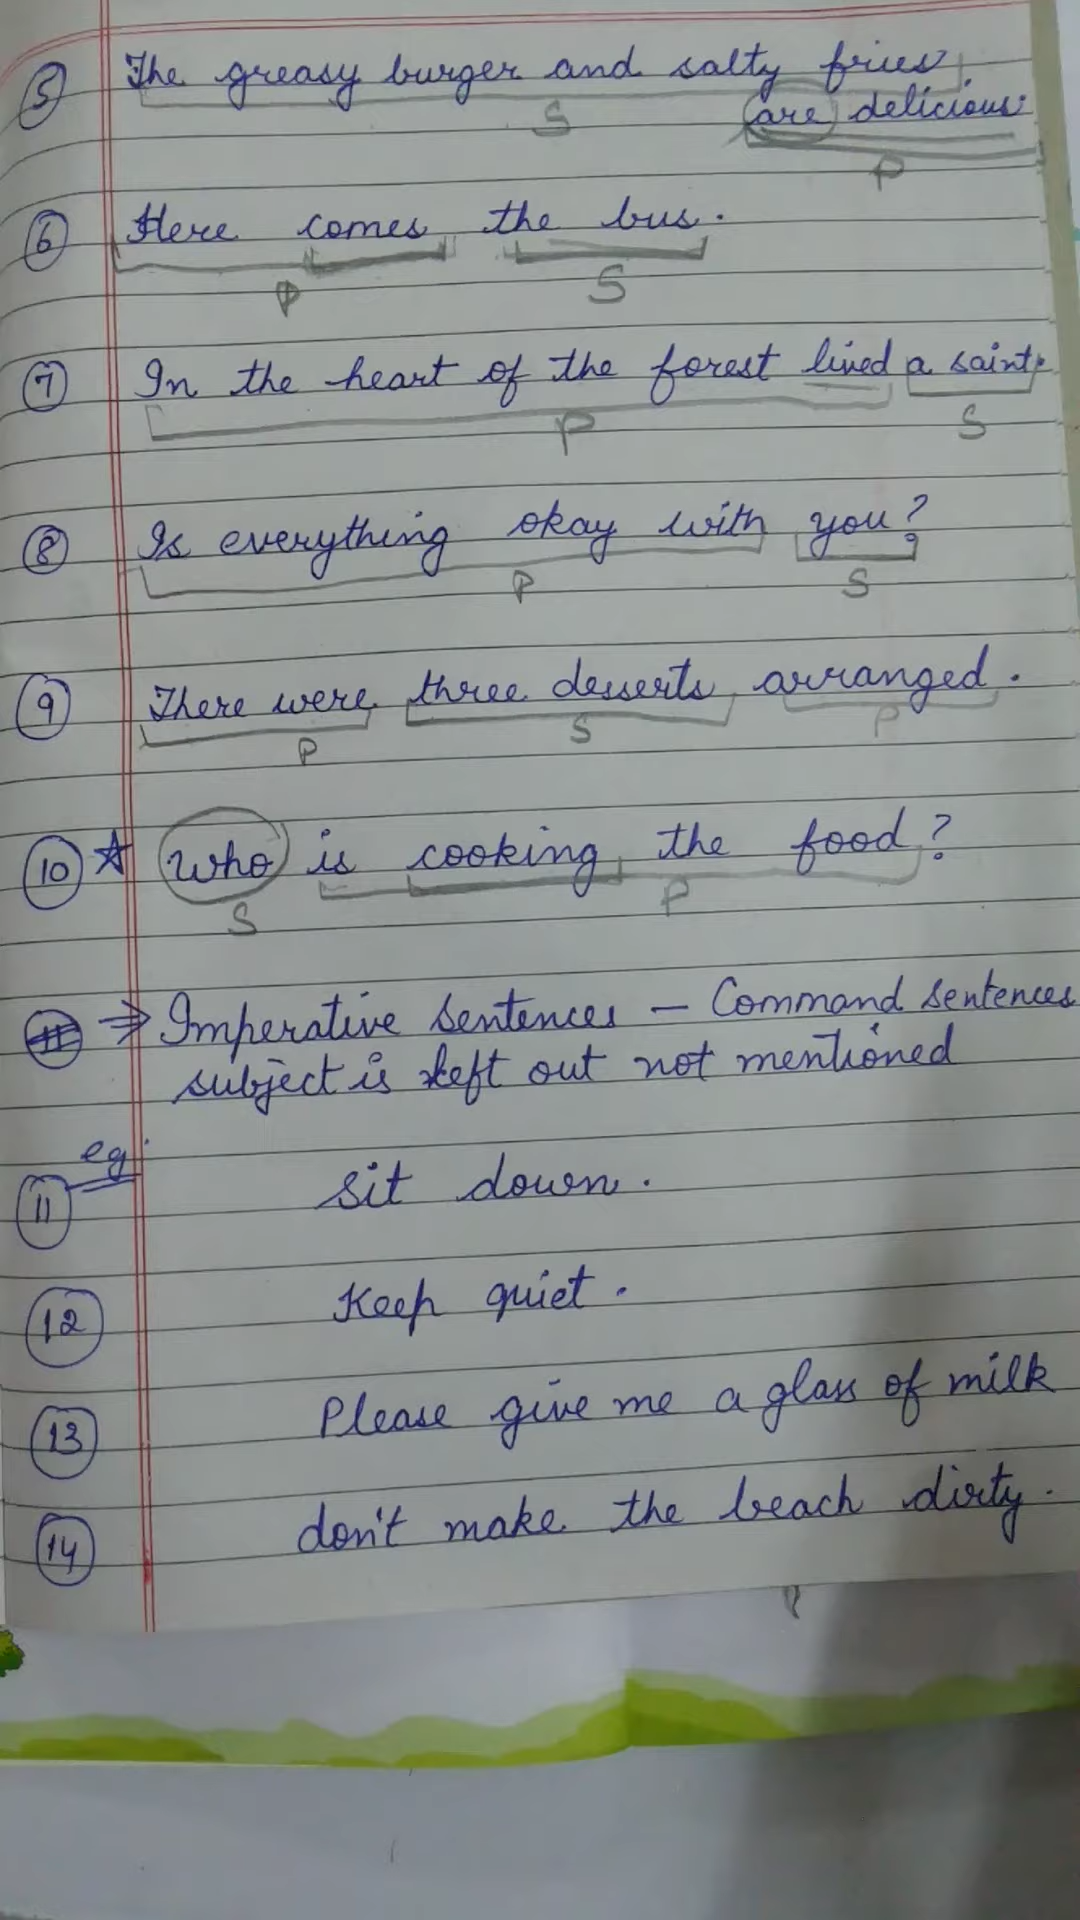 5 The greasy burger and salty fries
are delicious.
S
P
6 Here comes the bus.
P S
7 In the heart of the forest lived a saint.
P S
8 Is everything okay with you?
P S
9 There were three desserts arranged.
P S P
10 ☆ Who is cooking the food?
S P
⇒ Imperative sentences – Command sentences
subject is left out not mentioned
eg.
11 sit down.
12 Keep quiet.
13 Please give me a glass of milk
14 don't make the beach dirty.